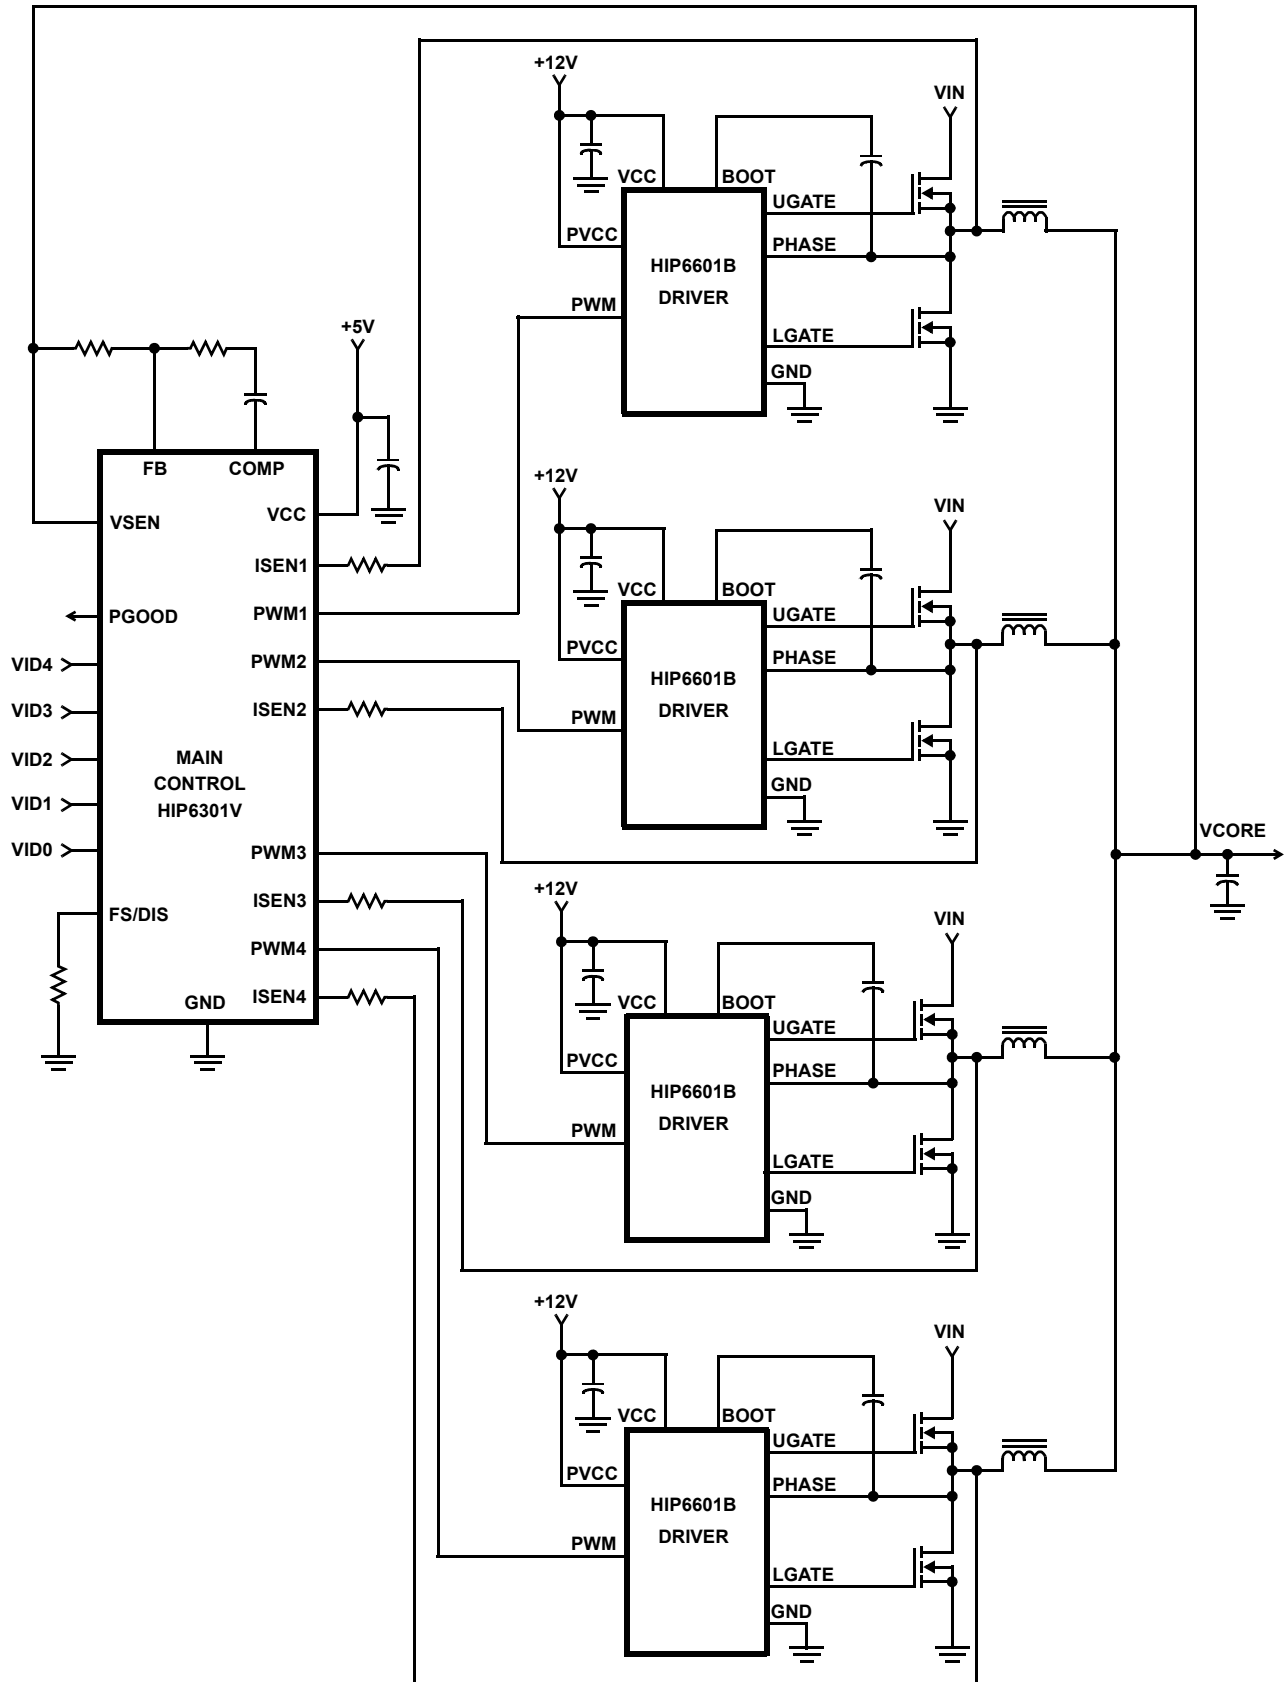 +12V
VIN
VCC
BOOT
UGATE
PVCC
PHASE
HIP6601B
DRIVER
PWM
LGATE
GND
+5V
FB
COMP
VSEN
VCC
ISEN1
PGOOD
PWM1
VID4
PWM2
VID3
ISEN2
VID2
MAIN
CONTROL
HIP6301V
VID1
VID0
PWM3
ISEN3
FS/DIS
PWM4
ISEN4
GND
+12V
VIN
VCC
BOOT
UGATE
PVCC
PHASE
HIP6601B
DRIVER
PWM
LGATE
GND
VCORE
+12V
VIN
VCC
BOOT
UGATE
PVCC
PHASE
HIP6601B
DRIVER
PWM
LGATE
GND
+12V
VIN
VCC
BOOT
UGATE
PVCC
PHASE
HIP6601B
DRIVER
PWM
LGATE
GND